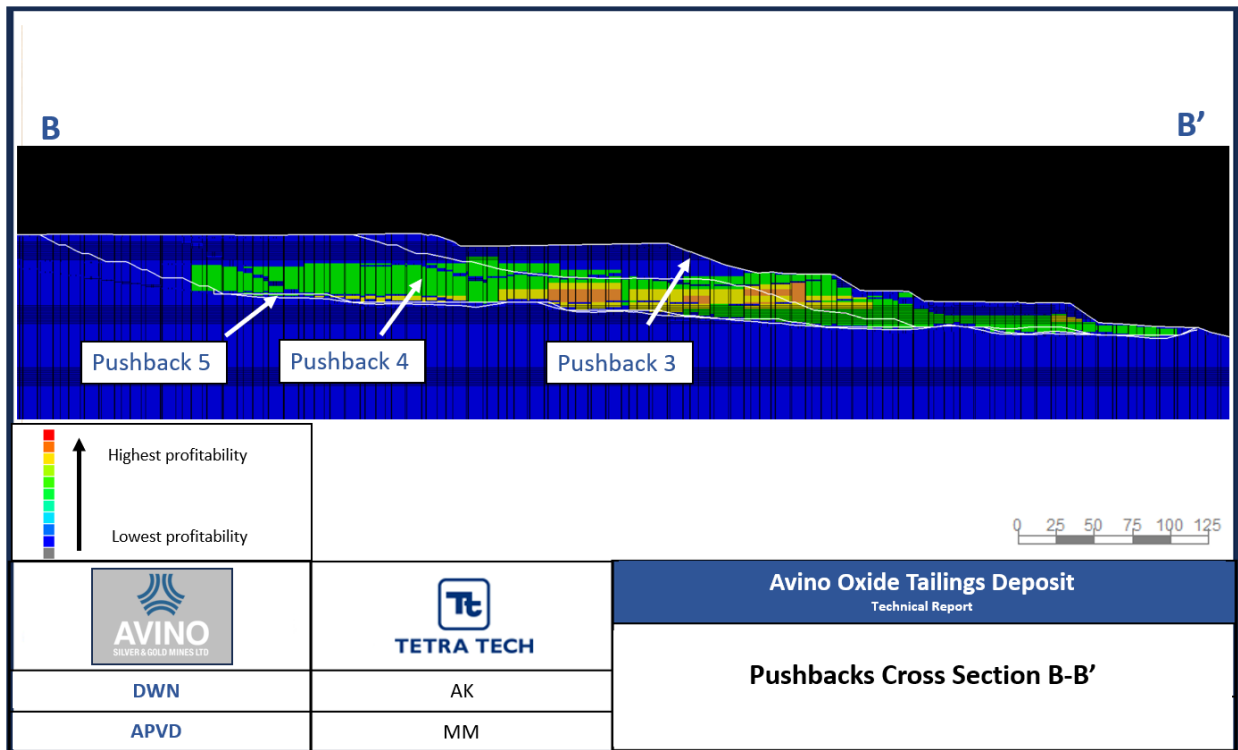 B
B'
Pushback 5
Pushback 4
Pushback 3
Highest profitability
Lowest profitability
0 25 50 75 100 125
AVINO
SILVER & GOLD MINES LTD
Tt
TETRA TECH
Avino Oxide Tailings Deposit
Technical Report
Pushbacks Cross Section B-B'
DWN
AK
APVD
MM